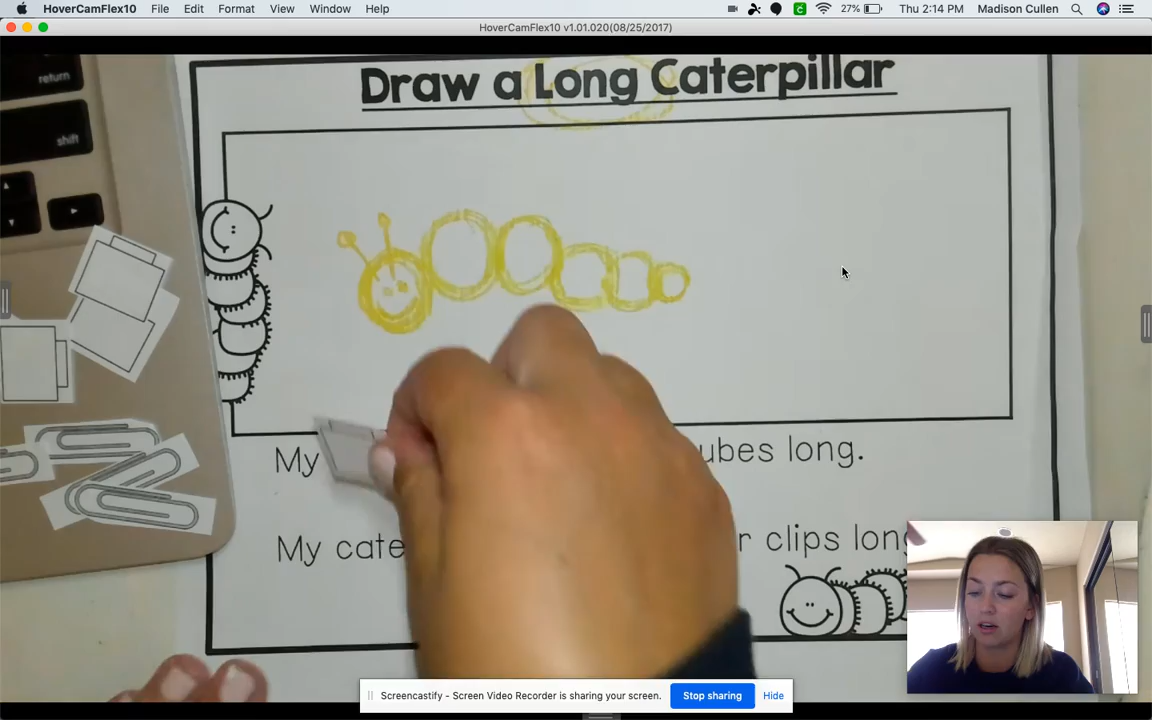 HoverCamFlex10 File Edit Format View Window Help 27% Thu 2:14 PM Madison Cullen
HoverCamFlex10 v1.01.020(08/25/2017)
return
shift
Draw a Long Caterpillar
My ubes long.
My cate r clips long
Screencastify - Screen Video Recorder is sharing your screen. Stop sharing Hide